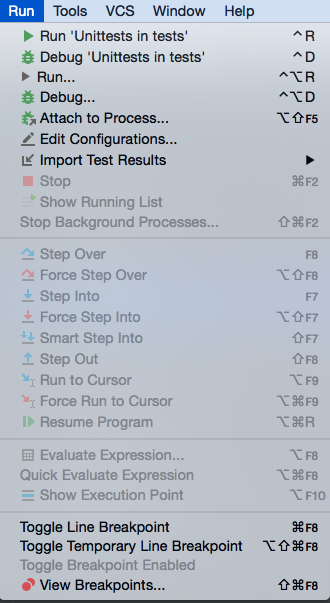 Run Tools VCS Window Help
Run 'Unittests in tests' ⌃R
Debug 'Unittests in tests' ⌃D
Run... ⌃⌥R
Debug... ⌃⌥D
Attach to Process... ⌥⇧F5
Edit Configurations...
Import Test Results
Stop ⌘F2
Show Running List
Stop Background Processes... ⇧⌘F2
Step Over F8
Force Step Over ⌥⇧F8
Step Into F7
Force Step Into ⌥⇧F7
Smart Step Into ⇧F7
Step Out ⇧F8
Run to Cursor ⌥F9
Force Run to Cursor ⌥⌘F9
Resume Program ⌥⌘R
Evaluate Expression... ⌥F8
Quick Evaluate Expression ⌥⌘F8
Show Execution Point ⌥F10
Toggle Line Breakpoint ⌘F8
Toggle Temporary Line Breakpoint ⌥⇧⌘F8
Toggle Breakpoint Enabled
View Breakpoints... ⇧⌘F8